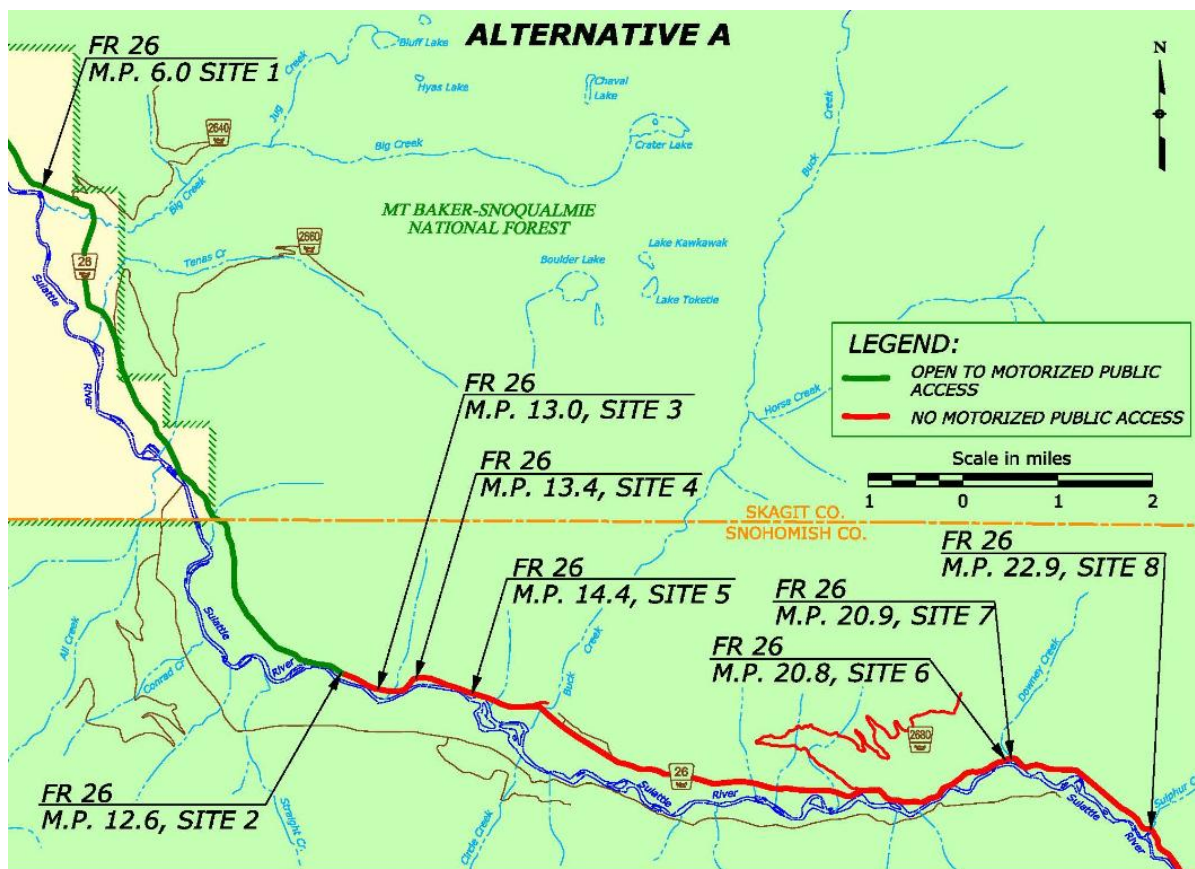 ALTERNATIVE A
FR 26
M.P. 6.0 SITE 1
Bluff Lake
Hyas Lake
Chaval
Lake
Jug Creek
2640
Big Creek
Crater Lake
Buck Creek
N
Big Creek
MT BAKER-SNOQUALMIE
NATIONAL FOREST
Tenas Cr
2660
Boulder Lake
Lake Kawkawak
Lake Toketie
26
Suiattle
River
LEGEND:
OPEN TO MOTORIZED PUBLIC
ACCESS
NO MOTORIZED PUBLIC ACCESS
FR 26
M.P. 13.0, SITE 3
Horse Creek
Scale in miles
1 0 1 2
FR 26
M.P. 13.4, SITE 4
SKAGIT CO.
SNOHOMISH CO.
FR 26
M.P. 22.9, SITE 8
FR 26
M.P. 14.4, SITE 5
FR 26
M.P. 20.9, SITE 7
FR 26
M.P. 20.8, SITE 6
All Creek
Conrad Cr
Suiattle
River
Buck Creek
Downey Creek
2680
26
Suiattle River
Suiattle
River
Sulphur C
FR 26
M.P. 12.6, SITE 2
Straight Cr.
Circle Creek